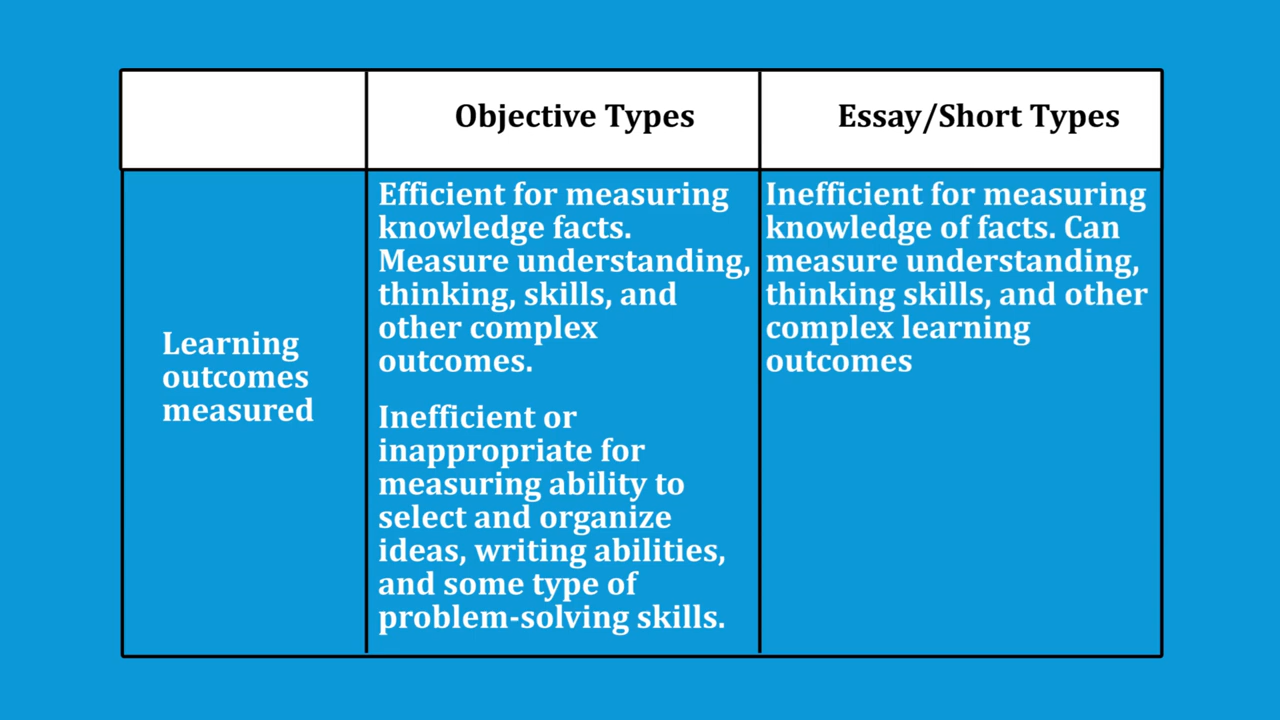 Objective Types
Essay/Short Types
Learning
outcomes
measured
Efficient for measuring
knowledge facts.
Measure understanding,
thinking, skills, and
other complex
outcomes.
Inefficient or
inappropriate for
measuring ability to
select and organize
ideas, writing abilities,
and some type of
problem-solving skills.
Inefficient for measuring
knowledge of facts. Can
measure understanding,
thinking skills, and other
complex learning
outcomes